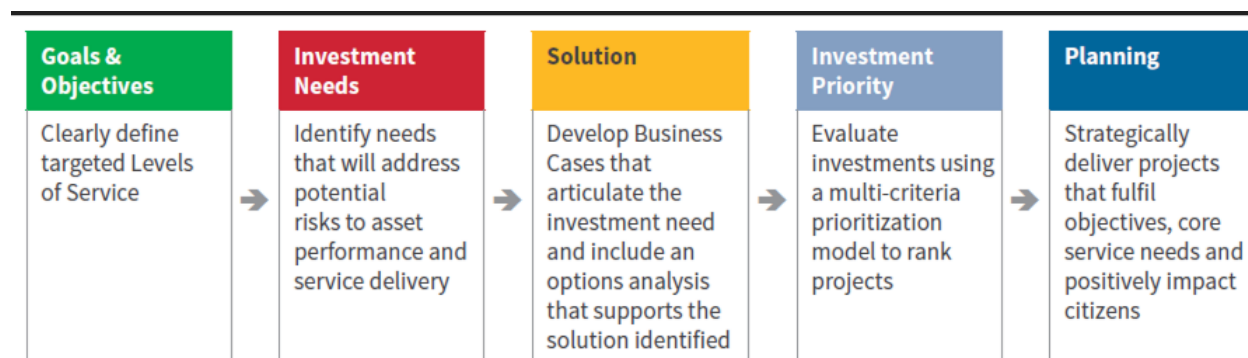 Goals &
Objectives
Clearly define
targeted Levels
of Service
Investment
Needs
Identify needs
that will address
potential
risks to asset
performance and
service delivery
Solution
Develop Business
Cases that
articulate the
investment need
and include an
options analysis
that supports the
solution identified
Investment
Priority
Evaluate
investments using
a multi-criteria
prioritization
model to rank
projects
Planning
Strategically
deliver projects
that fulfil
objectives, core
service needs and
positively impact
citizens